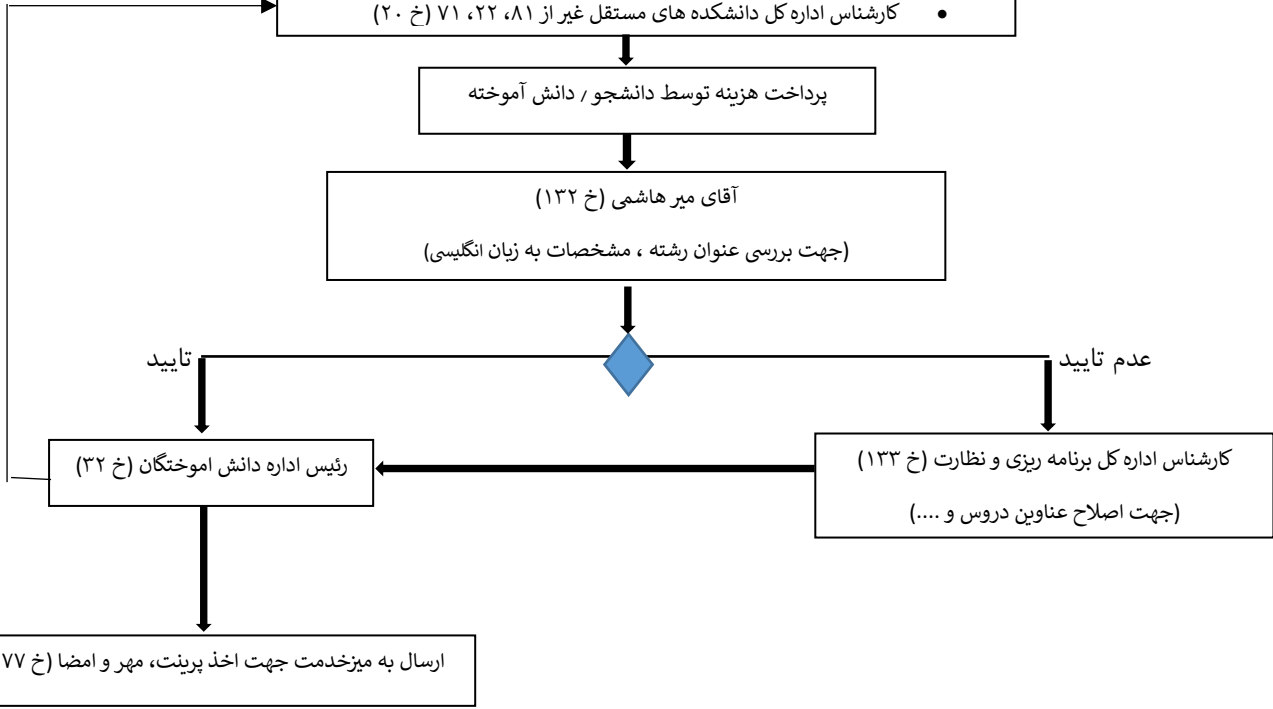 • کارشناس اداره کل دانشکده های مستقل غیر از ۸۱، ۲۲، ۷۱ (خ ۲۰)
پرداخت هزینه توسط دانشجو / دانش آموخته
آقای میر هاشمی (خ ۱۳۲)
(جهت بررسی عنوان رشته ، مشخصات به زبان انگلیسی)
عدم تایید
تایید
کارشناس اداره کل برنامه ریزی و نظارت (خ ۱۳۳)
(جهت اصلاح عناوین دروس و ....)
رئیس اداره دانش اموختگان (خ ۳۲)
ارسال به میزخدمت جهت اخذ پرینت، مهر و امضا (خ ۷۷